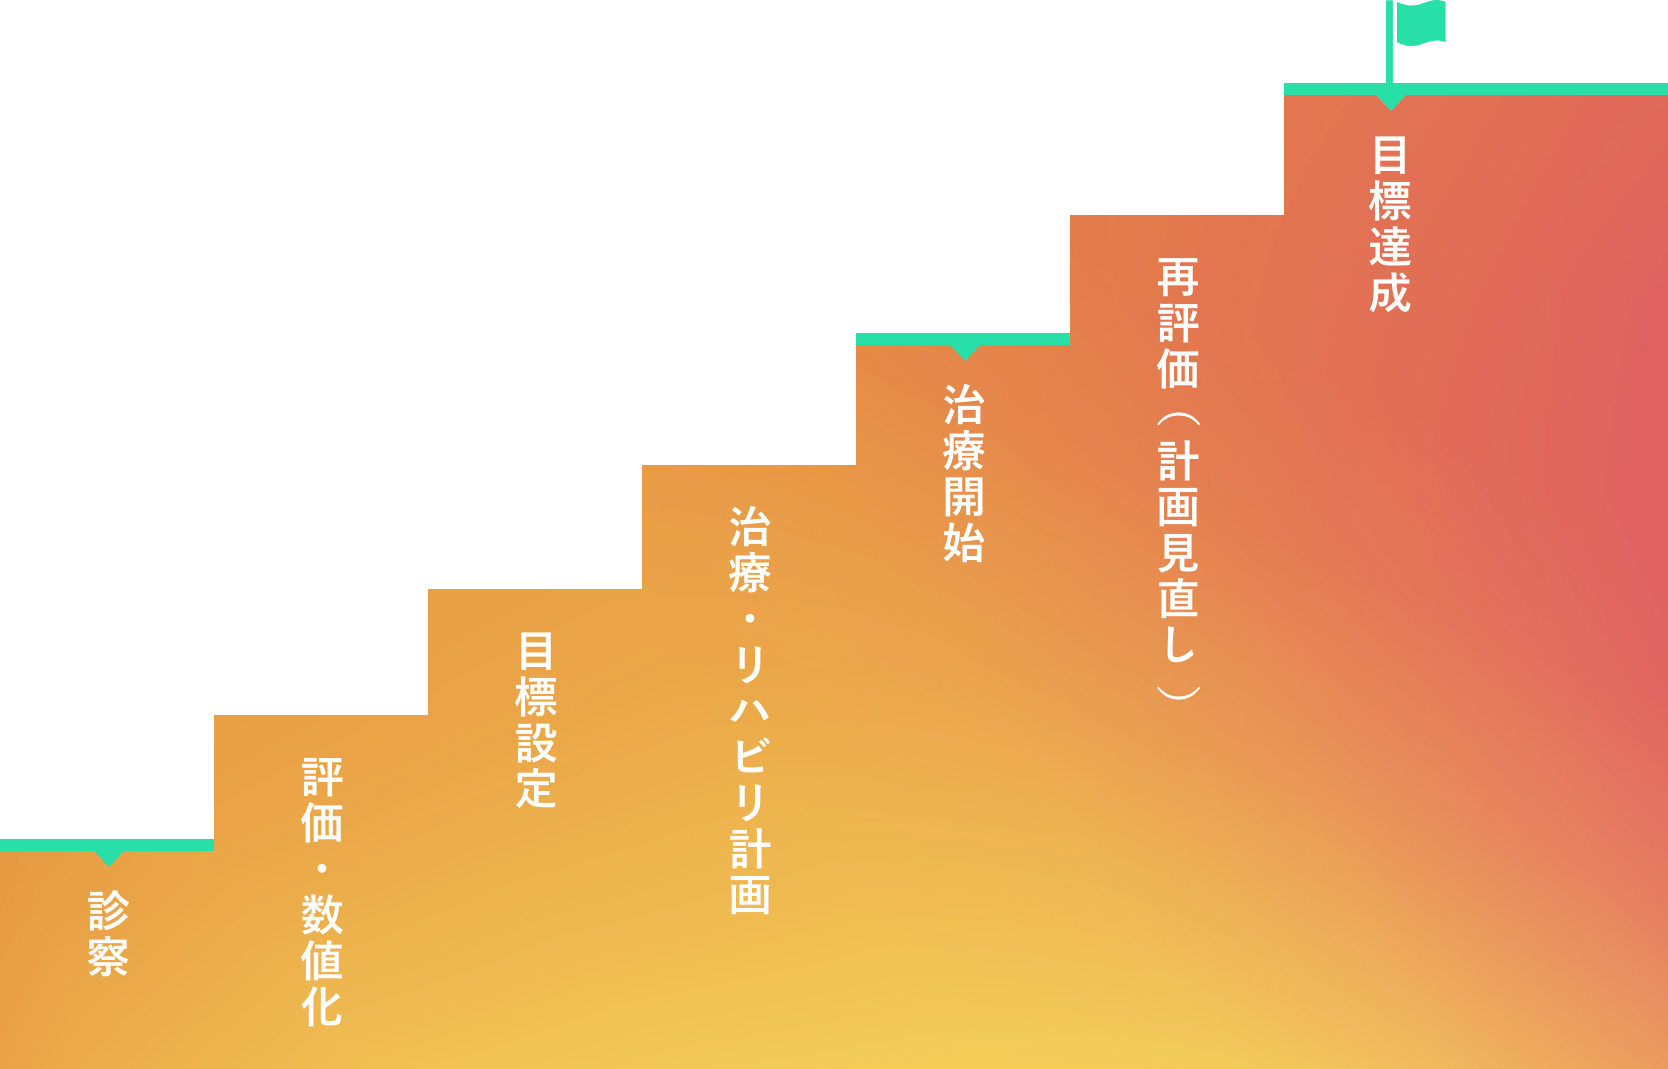 診察
評価・数値化
目標設定
治療・リハビリ計画
治療開始
再評価（計画見直し）
目標達成